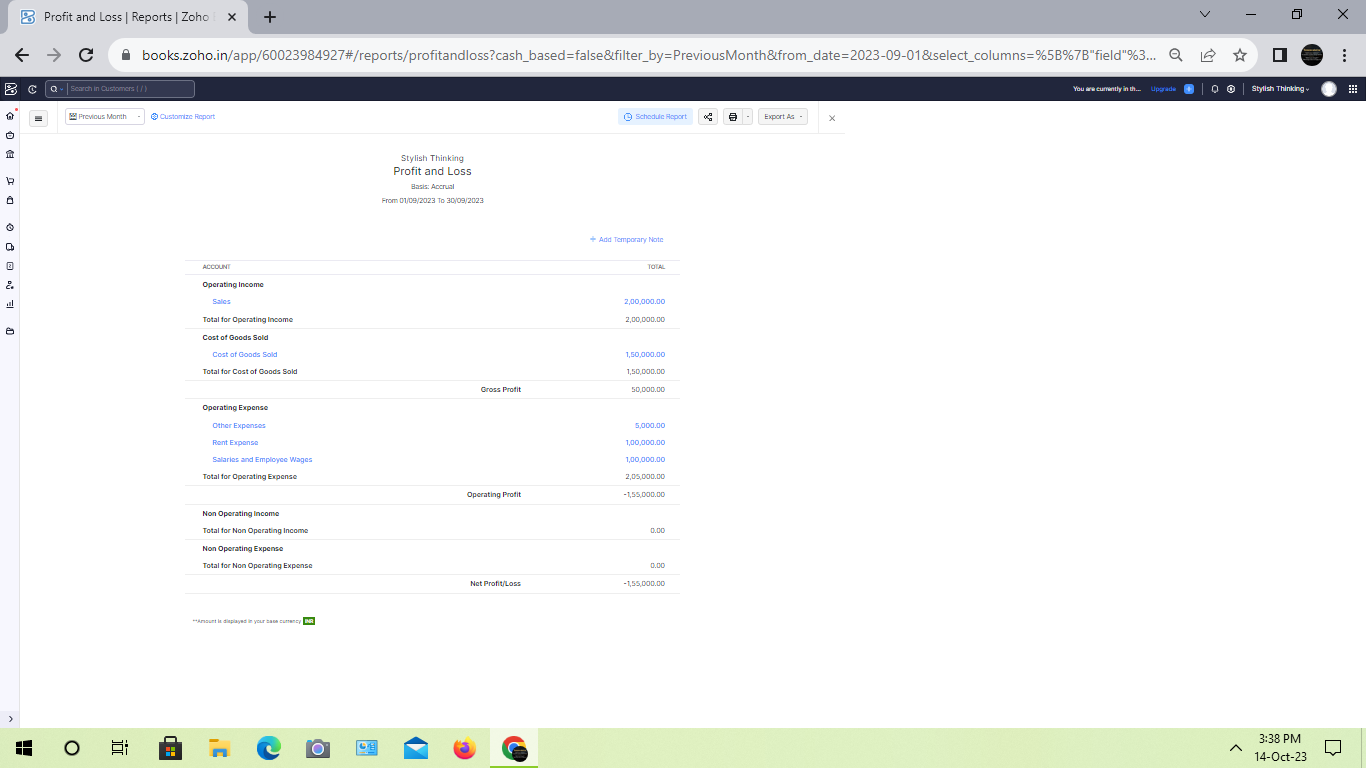 Profit and Loss | Reports | Zoho
books.zoho.in/app/60023984927#/reports/profitandloss?cash_based=false&filter_by=PreviousMonth&from_date=2023-09-01&select_columns=%5B%7B"field"%3...
Search in Customers ( / )
You are currently in th...
Upgrade
Stylish Thinking
Previous Month
Customize Report
Schedule Report
Export As
Stylish Thinking
Profit and Loss
Basis: Accrual
From 01/09/2023 To 30/09/2023
+ Add Temporary Note
ACCOUNT TOTAL
Operating Income
Sales 2,00,000.00
Total for Operating Income 2,00,000.00
Cost of Goods Sold
Cost of Goods Sold 1,50,000.00
Total for Cost of Goods Sold 1,50,000.00
Gross Profit 50,000.00
Operating Expense
Other Expenses 5,000.00
Rent Expense 1,00,000.00
Salaries and Employee Wages 1,00,000.00
Total for Operating Expense 2,05,000.00
Operating Profit -1,55,000.00
Non Operating Income
Total for Non Operating Income 0.00
Non Operating Expense
Total for Non Operating Expense 0.00
Net Profit/Loss -1,55,000.00
**Amount is displayed in your base currency INR
3:38 PM
14-Oct-23